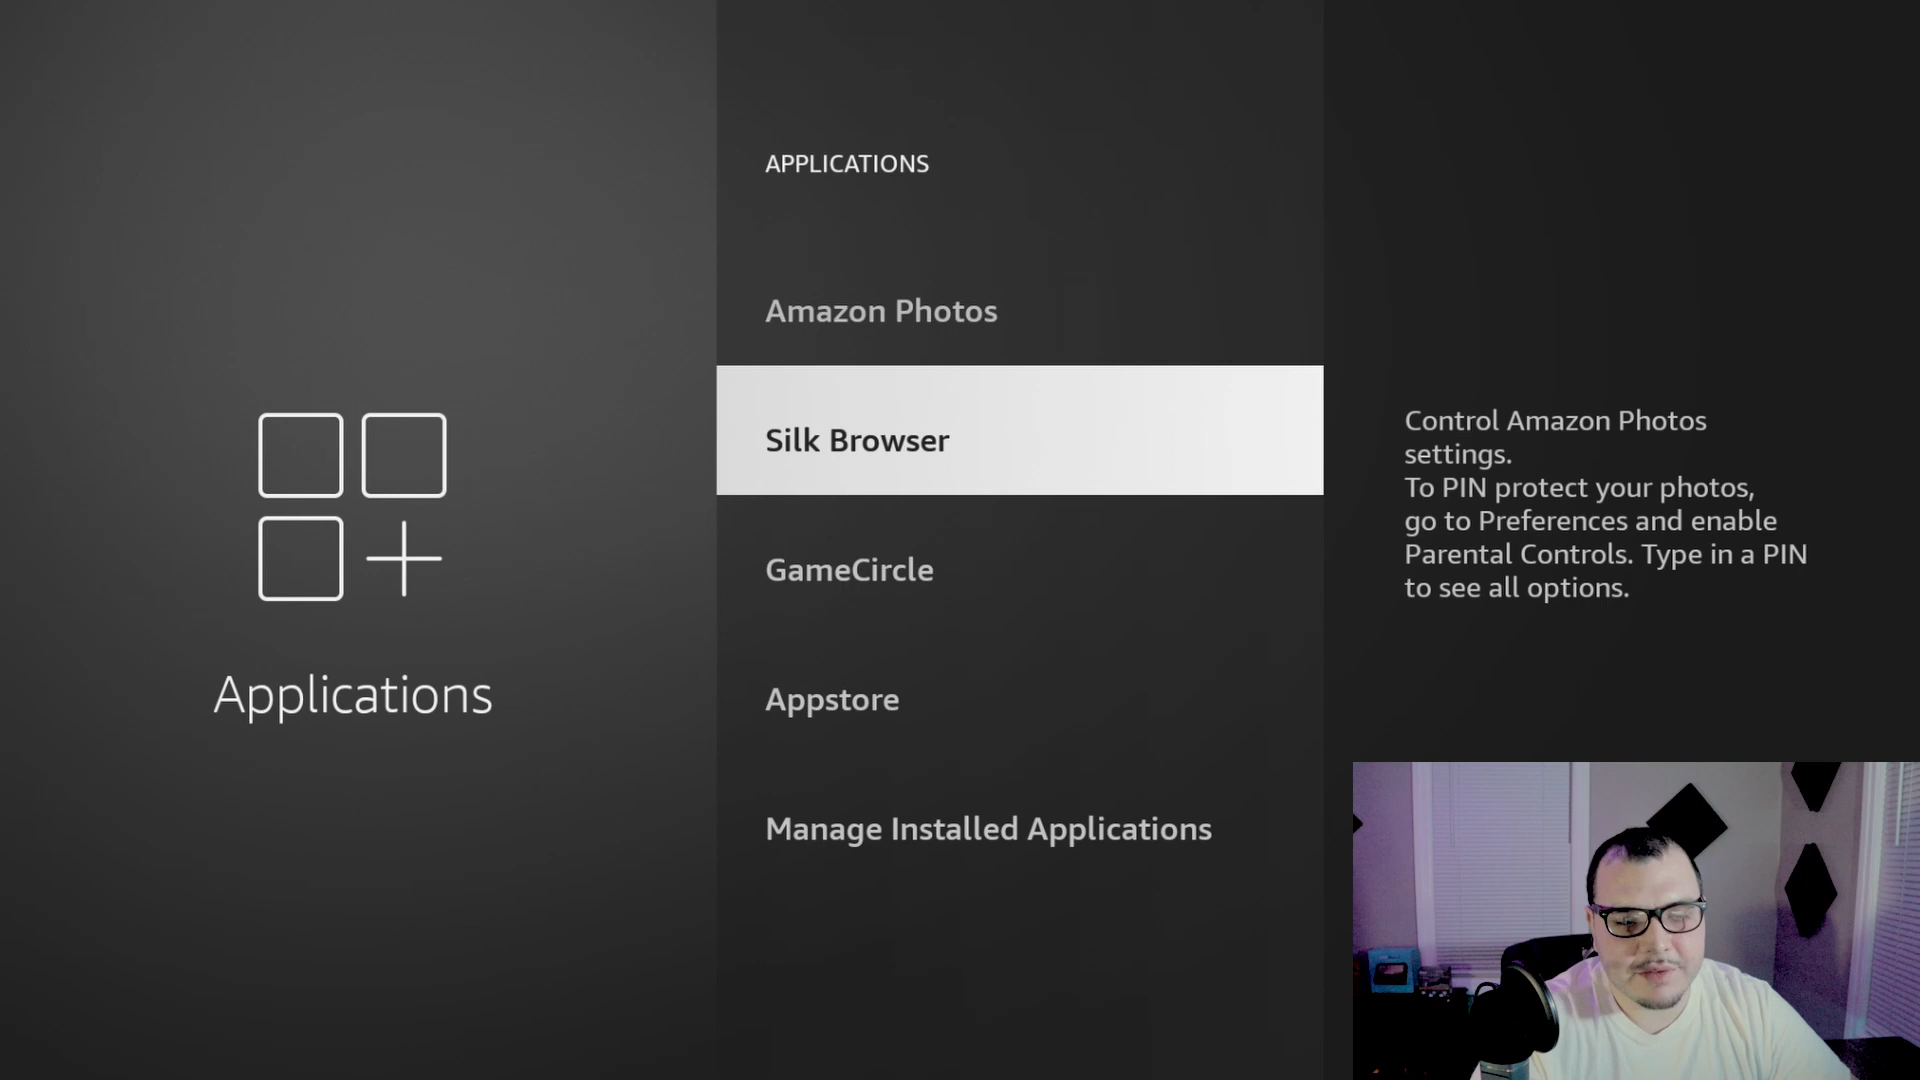 APPLICATIONS
Amazon Photos
Silk Browser
GameCircle
Appstore
Manage Installed Applications
Applications
Control Amazon Photos
settings.
To PIN protect your photos,
go to Preferences and enable
Parental Controls. Type in a PIN
to see all options.